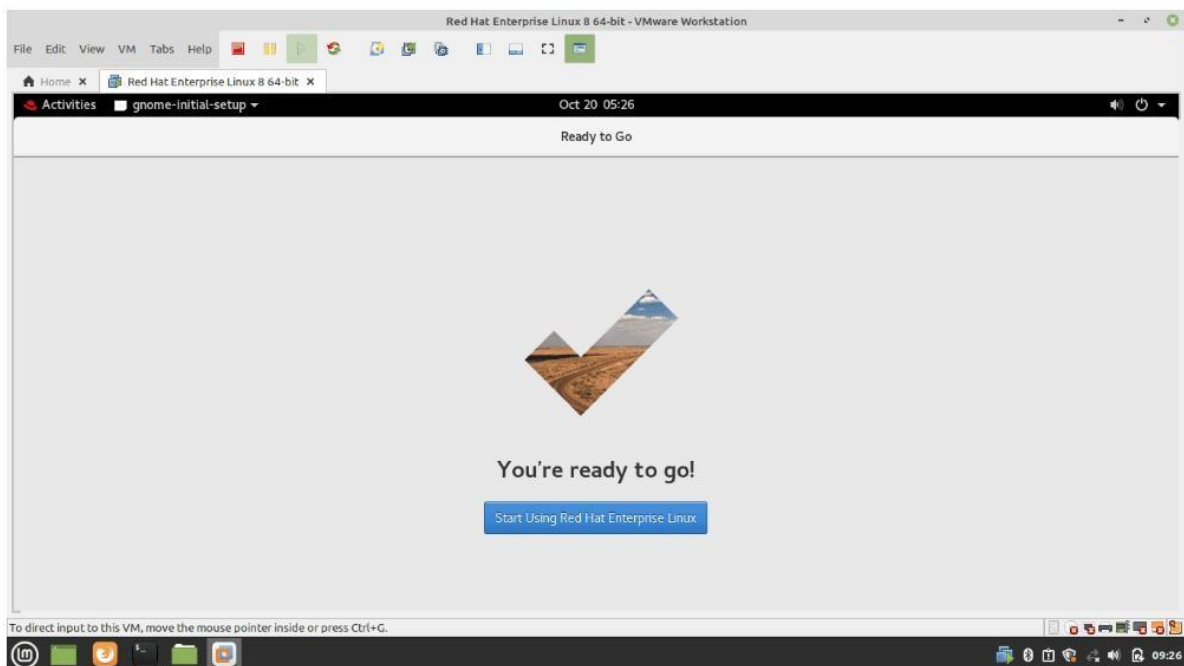 Red Hat Enterprise Linux 8 64-bit - VMware Workstation
File Edit View VM Tabs Help
Home Red Hat Enterprise Linux 8 64-bit
Activities gnome-initial-setup Oct 20 05:26
Ready to Go
You're ready to go!
Start Using Red Hat Enterprise Linux
To direct input to this VM, move the mouse pointer inside or press Ctrl+G.
09:26